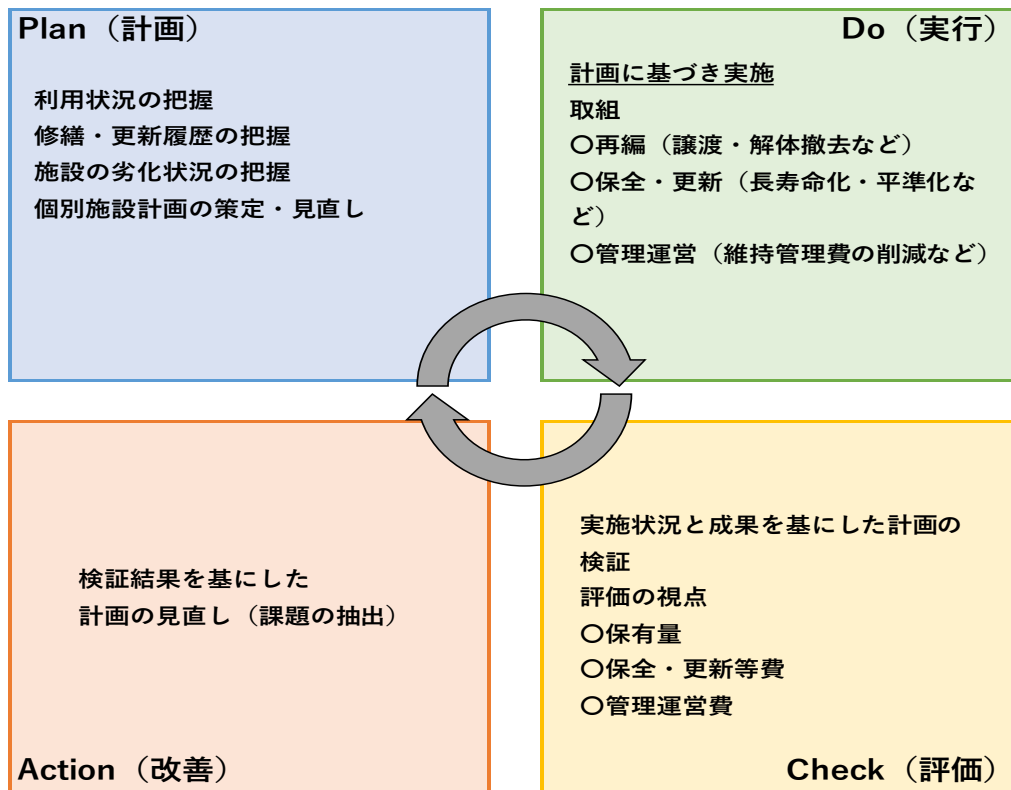 Plan（計画）
利用状況の把握
修繕・更新履歴の把握
施設の劣化状況の把握
個別施設計画の策定・見直し
Do（実行）
計画に基づき実施
取組
〇再編（譲渡・解体撤去など）
〇保全・更新（長寿命化・平準化な
ど）
〇管理運営（維持管理費の削減など）
検証結果を基にした
計画の見直し（課題の抽出）
Action（改善）
実施状況と成果を基にした計画の
検証
評価の視点
〇保有量
〇保全・更新等費
〇管理運営費
Check（評価）